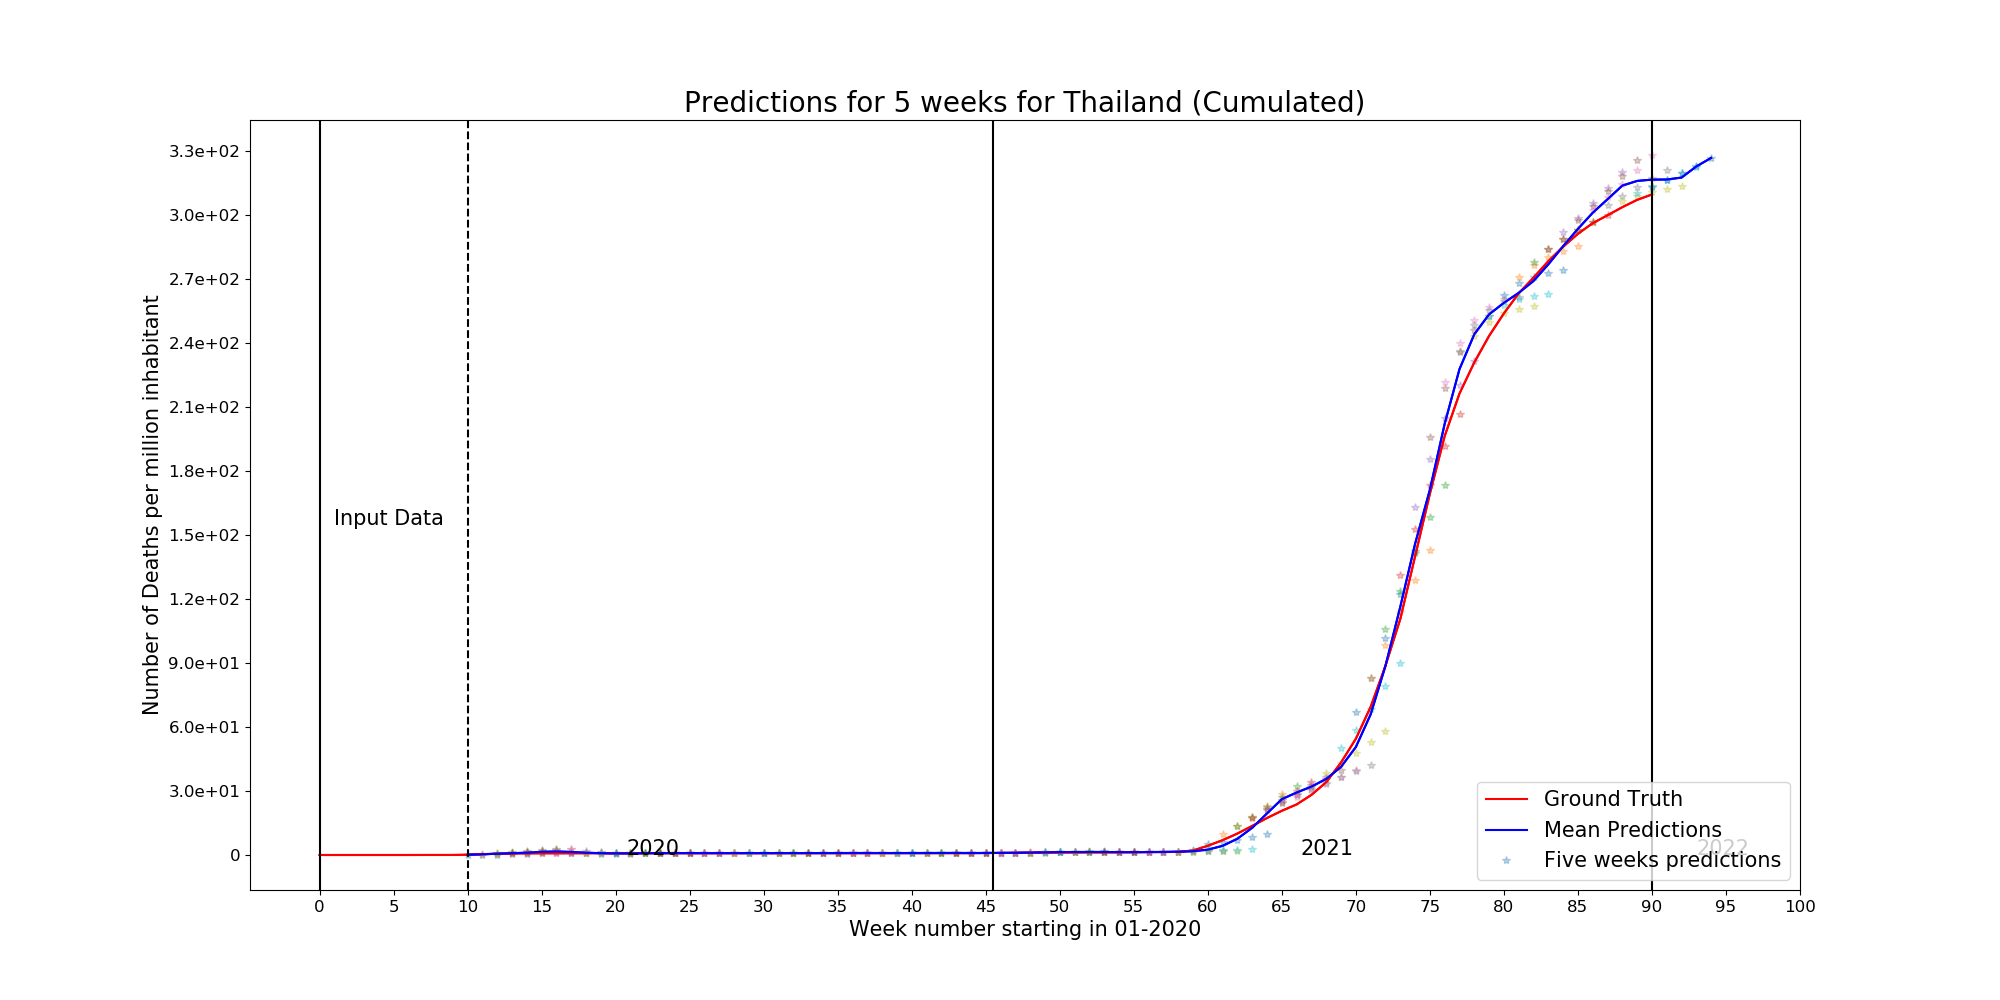 Predictions for 5 weeks for Thailand (Cumulated)
Number of Deaths per million inhabitant
3.3e+02
3.0e+02
2.7e+02
2.4e+02
2.1e+02
1.8e+02
1.5e+02
1.2e+02
9.0e+01
6.0e+01
3.0e+01
0
Input Data
2020
2021
2022
Ground Truth
Mean Predictions
Five weeks predictions
0 5 10 15 20 25 30 35 40 45 50 55 60 65 70 75 80 85 90 95 100
Week number starting in 01-2020